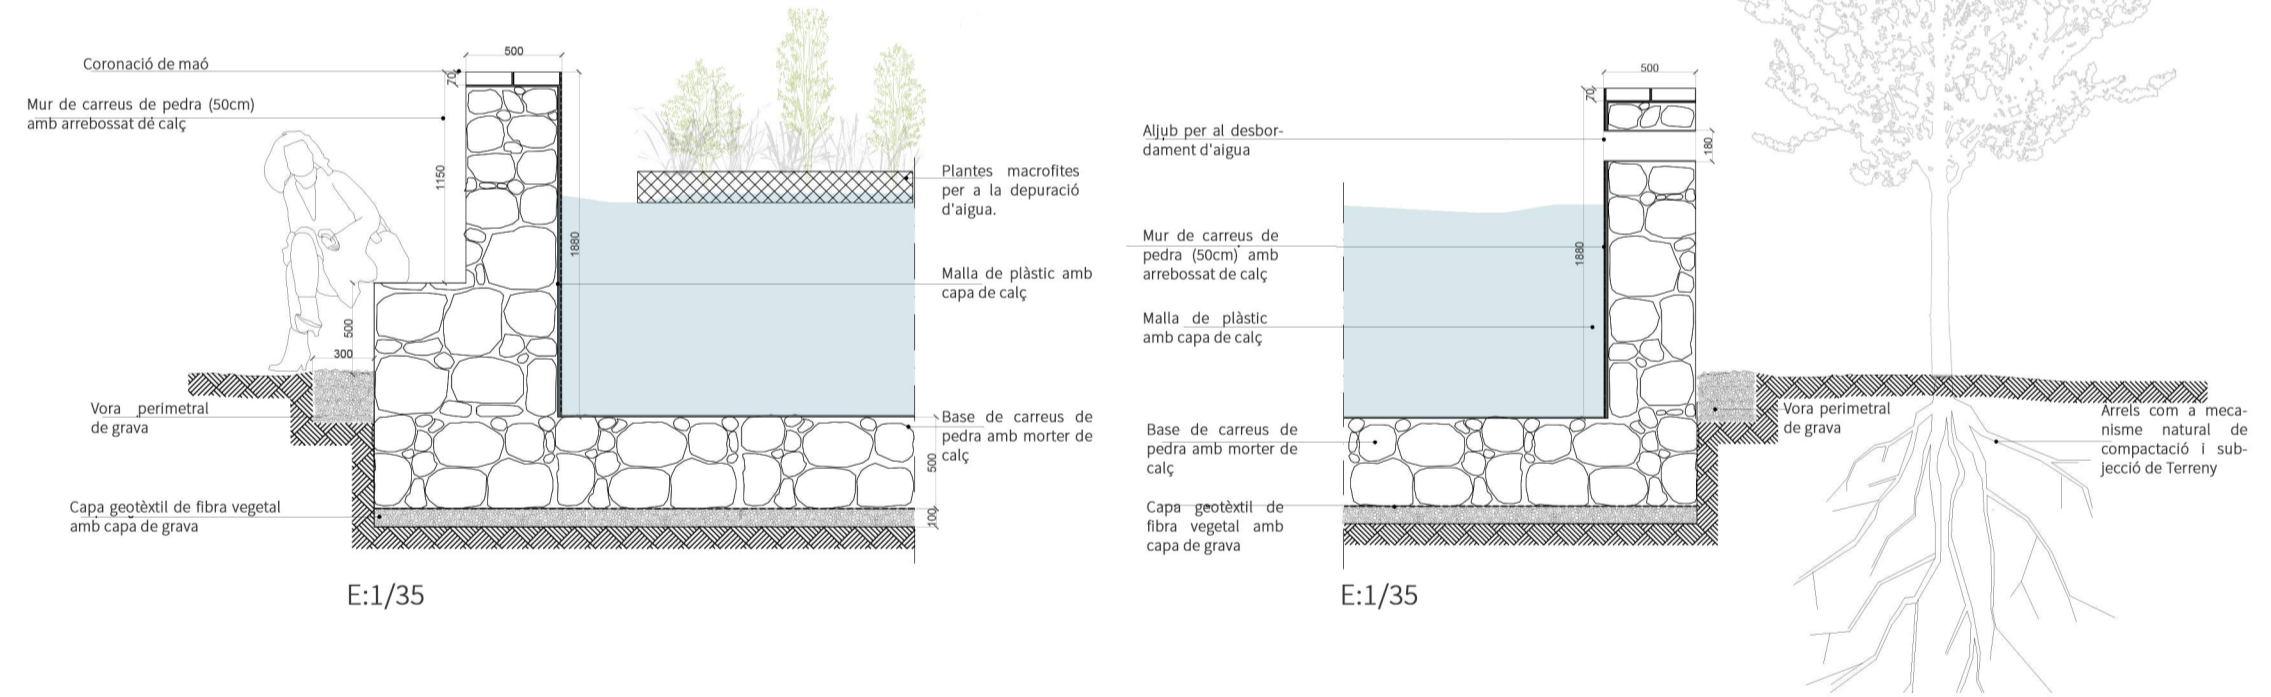 500
Coronació de maó
70
Mur de carreus de pedra (50cm)
amb arrebossat dé calç
1150
1880
Plantes macrofites
per a la depuració
d'aigua.
Malla de plàstic amb
capa de calç
500
300
Vora perimetral
de grava
Base de carreus de
pedra amb morter de
calç
500
Capa geotèxtil de fibra vegetal
amb capa de grava
100
E:1/35
500
70
Aljub per al desbor-
dament d'aigua
180
Mur de carreus de
pedra (50cm) amb
arrebossat de calç
1880
Malla de plàstic
amb capa de calç
Vora perimetral
de grava
Arrels com a meca-
nisme natural de
compactació i sub-
jecció de Terreny
Base de carreus de
pedra amb morter de
calç
Capa geotèxtil de
fibra vegetal amb
capa de grava
E:1/35